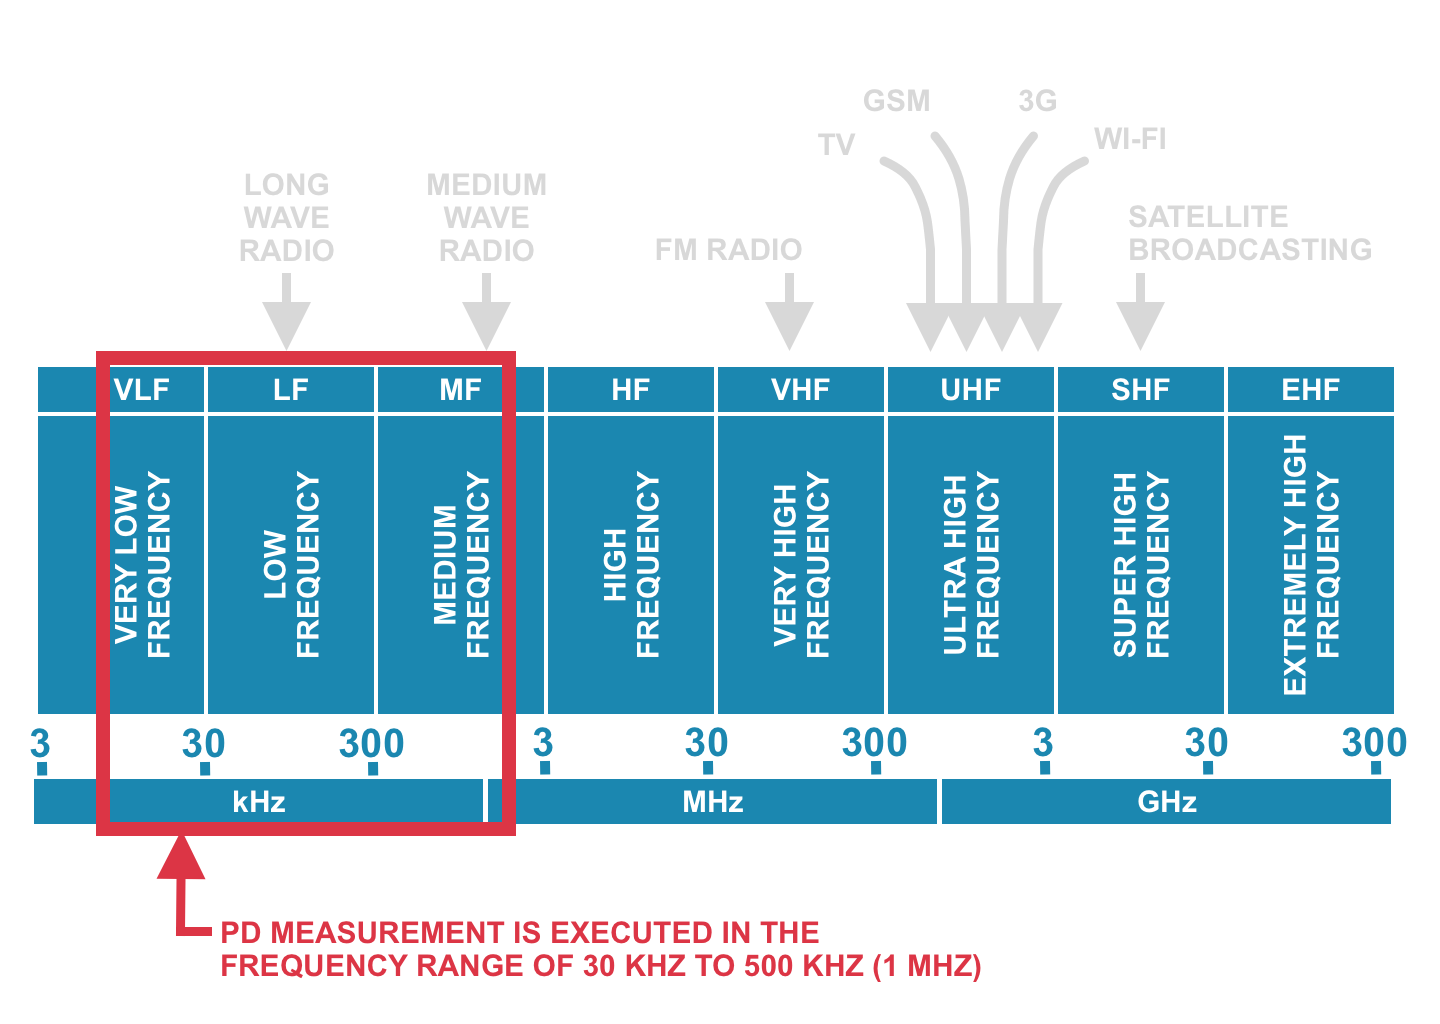 GSM
3G
TV
WI-FI
LONG
WAVE
RADIO
MEDIUM
WAVE
RADIO
FM RADIO
SATELLITE
BROADCASTING
VLF
LF
MF
HF
VHF
UHF
SHF
EHF
VERY LOW
FREQUENCY
LOW
FREQUENCY
MEDIUM
FREQUENCY
HIGH
FREQUENCY
VERY HIGH
FREQUENCY
ULTRA HIGH
FREQUENCY
SUPER HIGH
FREQUENCY
EXTREMELY HIGH
FREQUENCY
3
30
300
3
30
300
3
30
300
kHz
MHz
GHz
PD MEASUREMENT IS EXECUTED IN THE
FREQUENCY RANGE OF 30 KHZ TO 500 KHZ (1 MHZ)